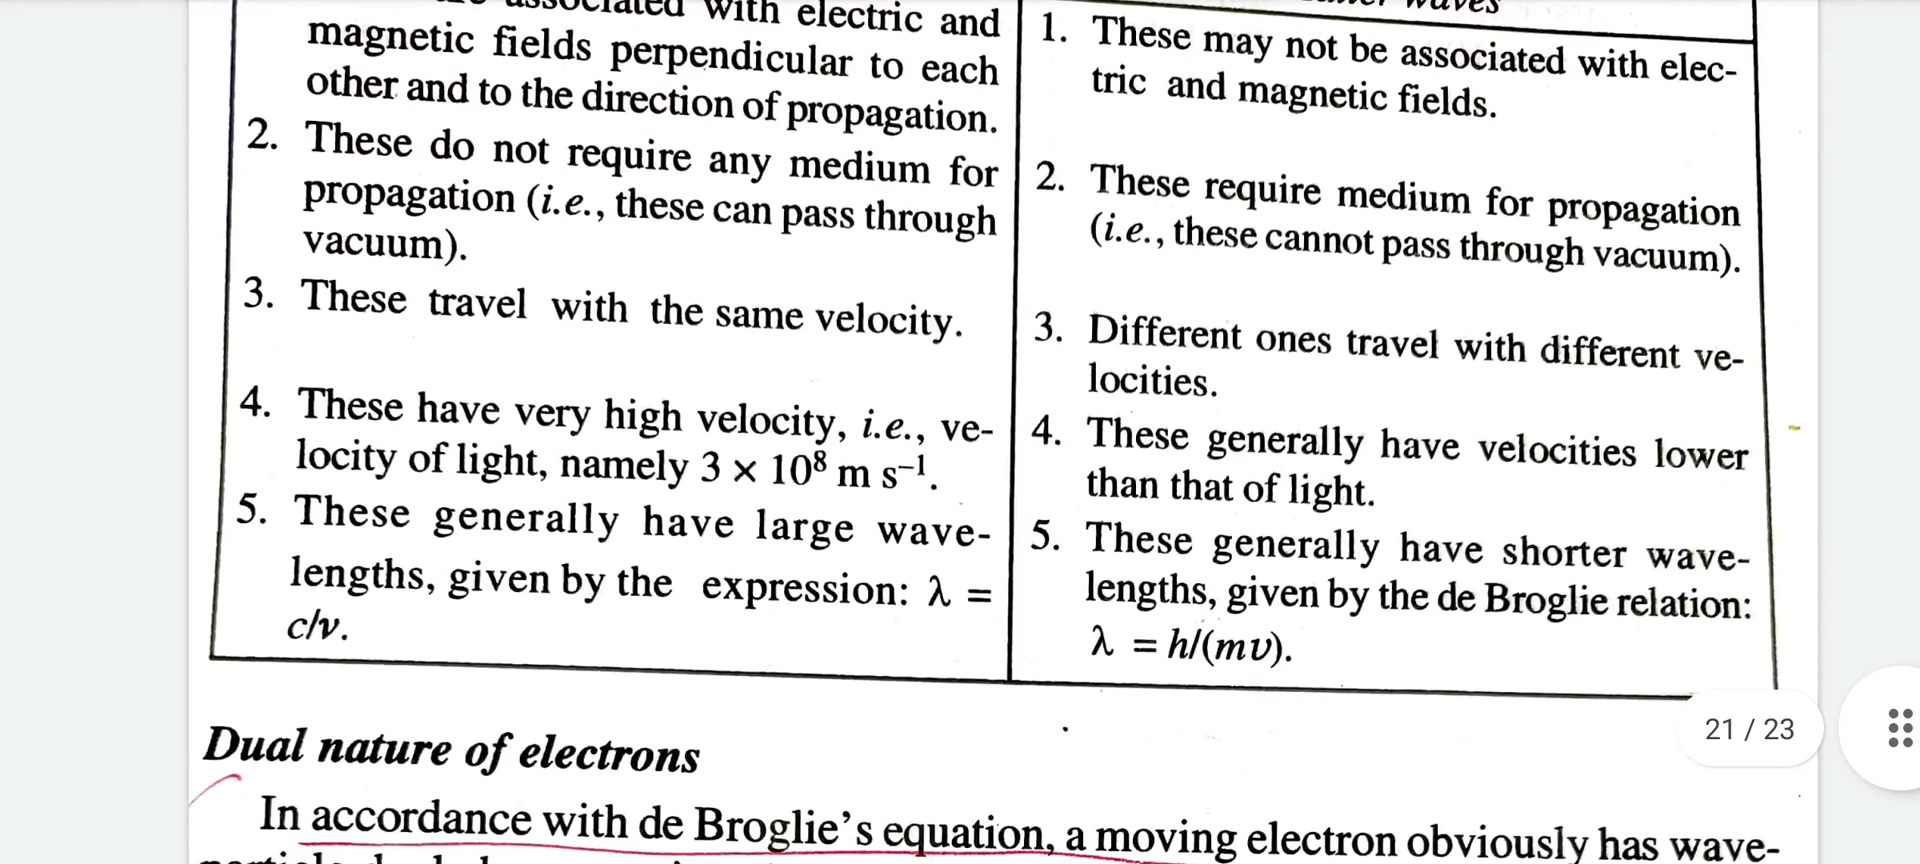 associated with electric and
magnetic fields perpendicular to each
other and to the direction of propagation.
2. These do not require any medium for
propagation (i.e., these can pass through
vacuum).
3. These travel with the same velocity.
4. These have very high velocity, i.e., ve-
locity of light, namely 3 × 10⁸ m s⁻¹.
5. These generally have large wave-
lengths, given by the expression: λ =
c/ν.
waves
1. These may not be associated with elec-
tric and magnetic fields.
2. These require medium for propagation
(i.e., these cannot pass through vacuum).
3. Different ones travel with different ve-
locities.
4. These generally have velocities lower
than that of light.
5. These generally have shorter wave-
lengths, given by the de Broglie relation:
λ = h/(mv).
21 / 23
Dual nature of electrons
In accordance with de Broglie's equation, a moving electron obviously has wave-